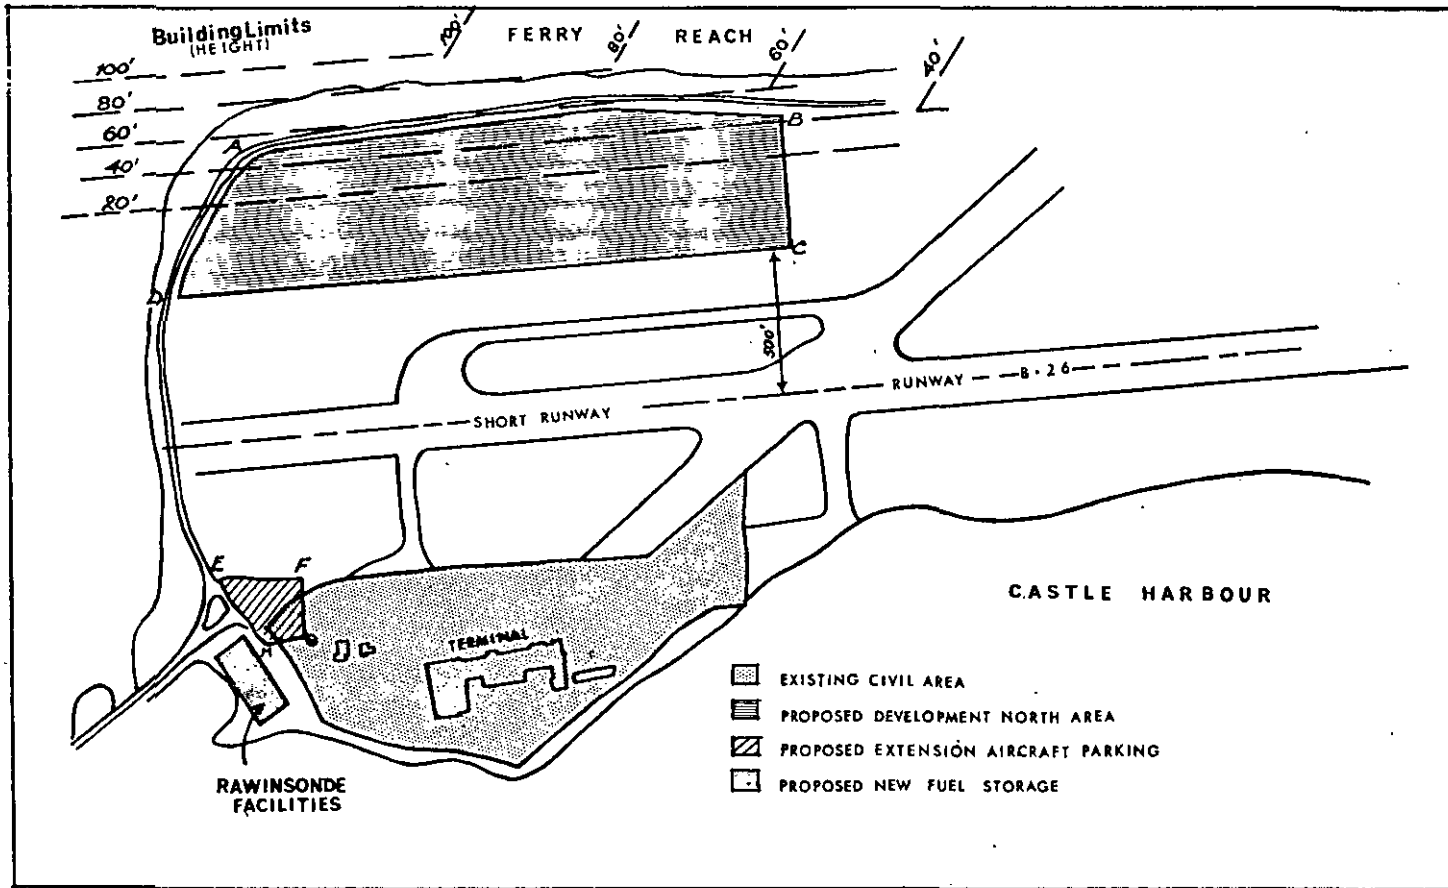 Building Limits
(HEIGHT)
100'
FERRY
80'
REACH
60'
40'
100'
80'
60'
40'
20'
A
B
C
D
500'
RUNWAY
8-26
SHORT RUNWAY
E
F
M
TERMINAL
CASTLE HARBOUR
EXISTING CIVIL AREA
PROPOSED DEVELOPMENT NORTH AREA
PROPOSED EXTENSION AIRCRAFT PARKING
PROPOSED NEW FUEL STORAGE
RAWINSONDE
FACILITIES